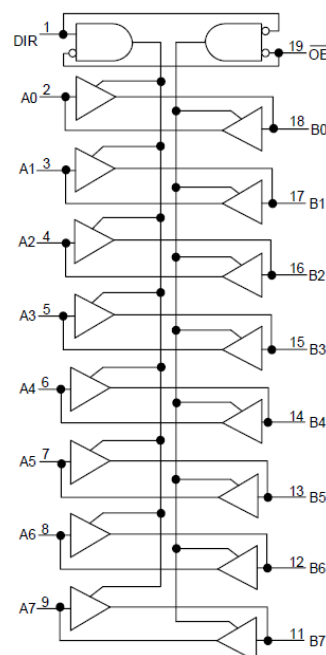 DIR 1
19 O̅E̅
A0 2
18 B0
A1 3
17 B1
A2 4
16 B2
A3 5
15 B3
A4 6
14 B4
A5 7
13 B5
A6 8
12 B6
A7 9
11 B7